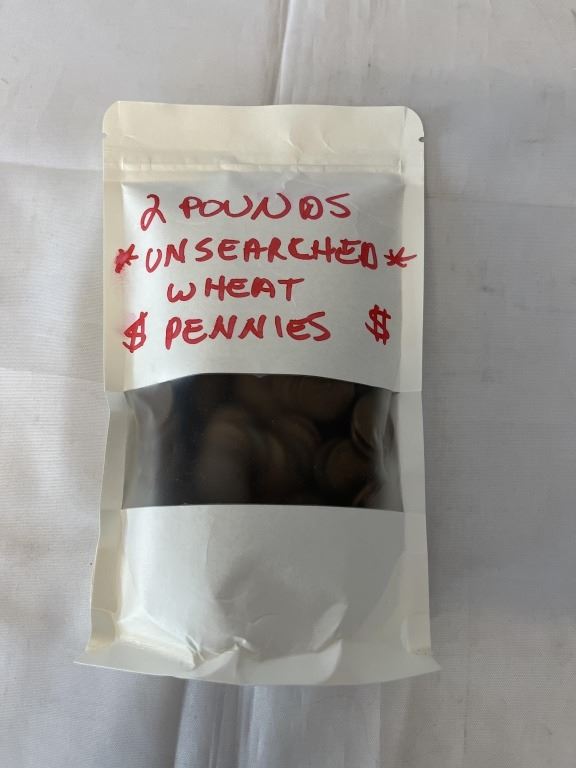 2 POUNDS
*UNSEARCHED*
WHEAT
$ PENNIES $